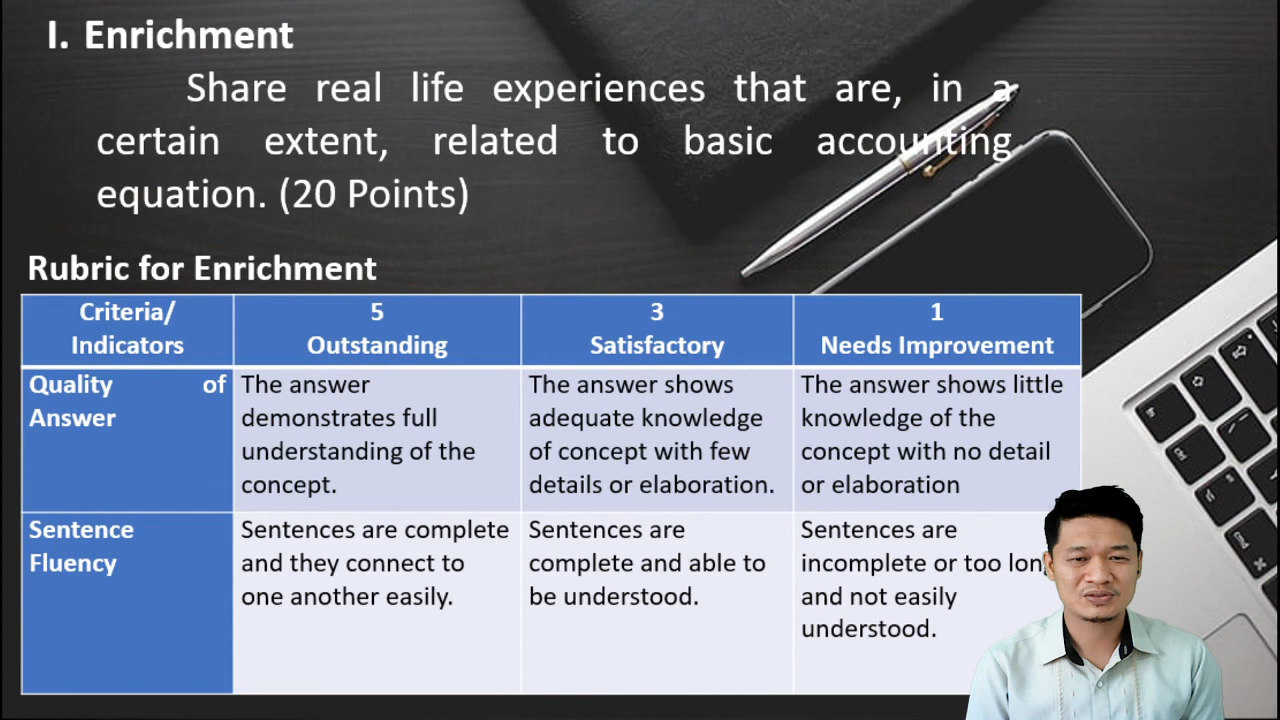 I. Enrichment
Share real life experiences that are, in a
certain extent, related to basic accounting
equation. (20 Points)
Rubric for Enrichment
Criteria/
Indicators
5
Outstanding
3
Satisfactory
1
Needs Improvement
Quality of
Answer
The answer
demonstrates full
understanding of the
concept.
The answer shows
adequate knowledge
of concept with few
details or elaboration.
The answer shows little
knowledge of the
concept with no detail
or elaboration
Sentence
Fluency
Sentences are complete
and they connect to
one another easily.
Sentences are
complete and able to
be understood.
Sentences are
incomplete or too long
and not easily
understood.